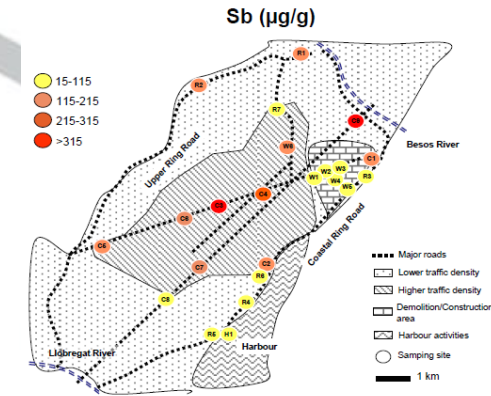 Sb (µg/g)
15-115
115-215
215-315
>315
R1
R2
R7
Besos River
W6
Upper Ring Road
C1
W3
W2
W1
W4
R3
W5
C4
Coastal Ring Road
C6
C7
C2
R6
C8
R4
R5 H1
Harbour
Llobregat River
Major roads
Lower traffic density
Higher traffic density
Demolition/Construction
area
Harbour activities
Samping site
1 km